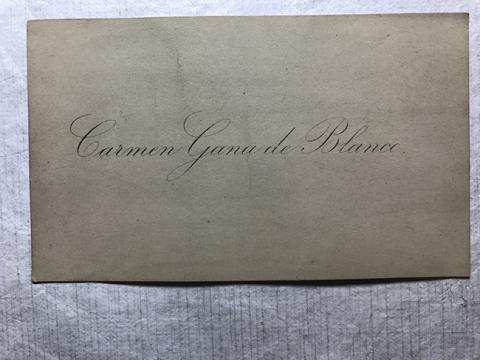 Carmen Gana de Blanco.